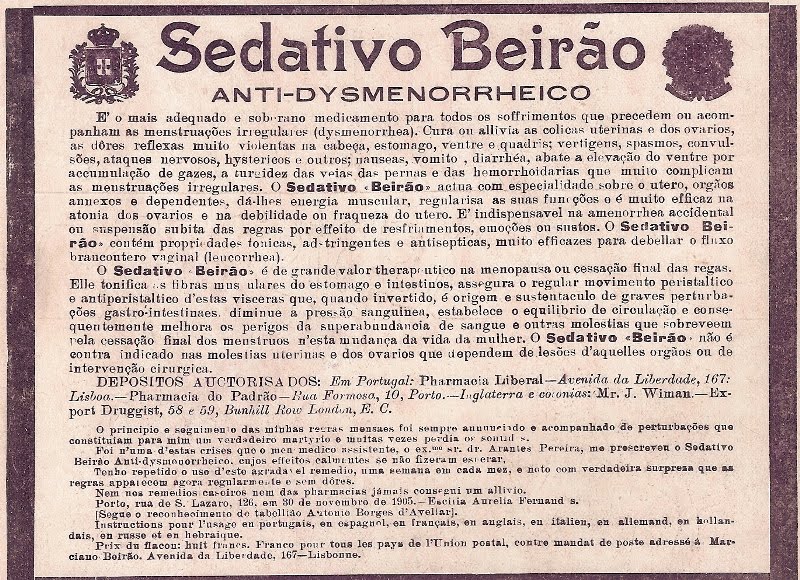 Sedativo Beirão
ANTI-DYSMENORRHEICO
E' o mais adequado e soberano medicamento para todos os soffrimentos que precedem ou acom-
panham as menstruações irregulares (dysmenorrhea). Cura ou allivia as colicas uterinas e dos ovarios,
as dôres reflexas muito violentas na cabeça, estomago, ventre e quadris; vertigens, spasmos, convul-
sões, ataques nervosos, hystericos e outros; nauseas, vomito, diarrhéa, abate a elevação do ventre por
accumulação de gazes, a turgidez das veias das pernas e das hemorrhoidarias que muito complicam
as menstruações irregulares. O Sedativo «Beirão» actua com especialidade sobre o utero, orgãos
annexos e dependentes, dá-lhes energia muscular, regularisa as suas funcções e é muito efficaz na
atonia dos ovarios e na debilidade ou fraqueza do utero. E' indispensavel na amenorrhea accidental
ou suspensão subita das regras por effeito de resfriamentos, emoções ou sustos. O Sedativo Bei-
rão» contém propriedades tonicas, adstringentes e antisepticas, muito efficazes para debellar o fluxo
brancoutero vaginal (leucorrhea).
O Sedativo «Beirão» é de grande valor therapeutico na menopausa ou cessação final das regas.
Elle tonifica as fibras musculares do estomago e intestinos, assegura o regular movimento peristaltico
e antiperistaltico d'estas visceras que, quando invertido, é origem e sustentaculo de graves perturba-
ções gastro-intestinaes. diminue a pressão sanguinea, establece o equilibrio de circulação e conse-
quentemente melhora os perigos da superabundancia de sangue e outras molestias que sobreveem
pela cessação final dos menstruos n'esta mudança da vida da mulher. O Sedativo «Beirão» não é
contra indicado nas molestias uterinas e dos ovarios que dependem de lesões d'aquelles orgãos ou de
intervenção cirurgica.
DEPOSITOS AUCTORISADOS: Em Portugal: Pharmacia Liberal—Avenida da Liberdade, 167:
Lisboa.—Pharmacia do Padrão—Rua Formosa, 10, Porto.—Inglaterra e colonias: Mr. J. Wiman.—Ex-
port Druggist, 58 e 59, Bunhill Row London, E. C.
O principio e seguimento das minhas regras mensaes foi sempre annunciado e acompanhado de perturbações que
constituiam para mim um verdadeiro martyrio e muitas vezes perdia os sentidos.
Foi n'uma d'estas crises que o meu medico assistente, o ex.mo sr. dr. Arantes Pereira, me prescreveu o Sedativo
Beirão Anti-dysmenorrheico, cujos effeitos calmantes se não fizeram esperar.
Tenho repetido o uso d'este agradavel remedio, uma semana em cada mez, e noto com verdadeira surpresa que as
regras apparecem agora regularmente e sem dôres.
Nem nos remedios caseiros nem das pharmacias jámais consegui um allivio.
Porto, rua de S. Lazaro, 126, em 30 de novembro de 1905.—Emilia Aurelia Fernandes.
[Segue o reconhecimento do tabellião Antonio Borges d'Avellar].
Instructions pour l'usago en portugais, en espagnol, en français, en anglais, en italien, en allemand, en hollan-
dais, en russe et en hebraique.
Prix du flacon: huit francs. Franco pour tous les pays de l'Union postal, contre mandat de poste adressé á Mar-
ciano Beirão. Avenida da Liberdade, 167—Lisbonne.